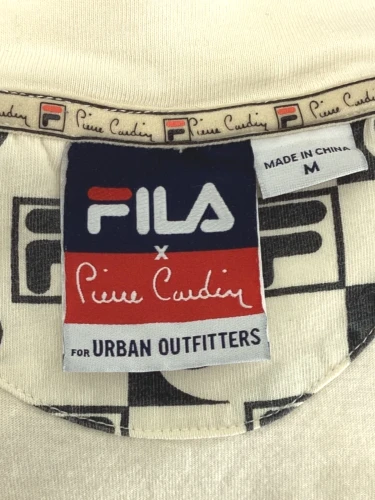 F Pierre Cardin F Pierre Cardin F Pierre Cardin
MADE IN CHINA
M
FILA
x
Pierre Cardin
FOR URBAN OUTFITTERS
F
F